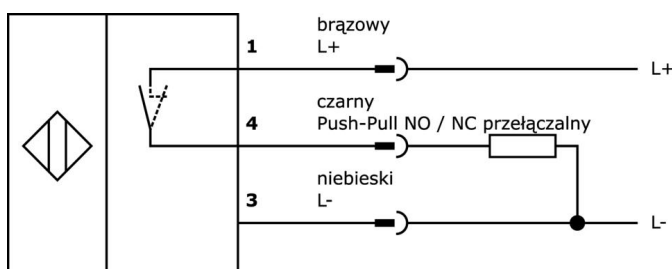 brązowy
1 L+ L+
czarny
4 Push-Pull NO / NC przełączalny
niebieski
3 L- L-